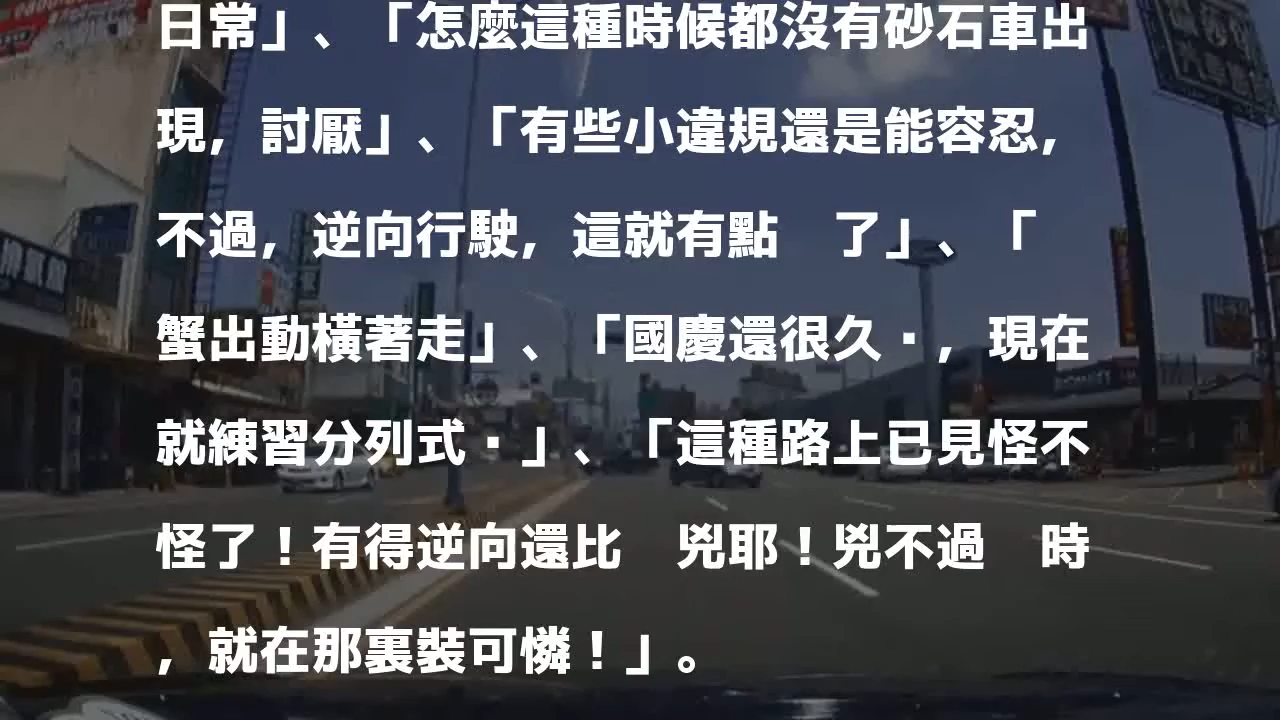 日常」、「怎麼這種時候都沒有砂石車出
現，討厭」、「有些小違規還是能容忍，
不過，逆向行駛，這就有點　了」、「
蟹出動橫著走」、「國慶還很久·，現在
就練習分列式·」、「這種路上已見怪不
怪了！有得逆向還比　兇耶！兇不過　時
，就在那裏裝可憐！」。